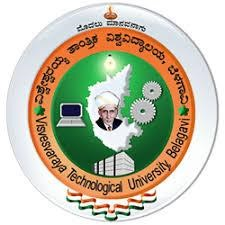 ಮೊದಲು ಮಾನವನಾಗು
ವಿಶ್ವೇಶ್ವರಯ್ಯ ತಾಂತ್ರಿಕ ವಿಶ್ವವಿದ್ಯಾಲಯ, ಬೆಳಗಾವಿ
Visvesvaraya Technological University, Belagavi